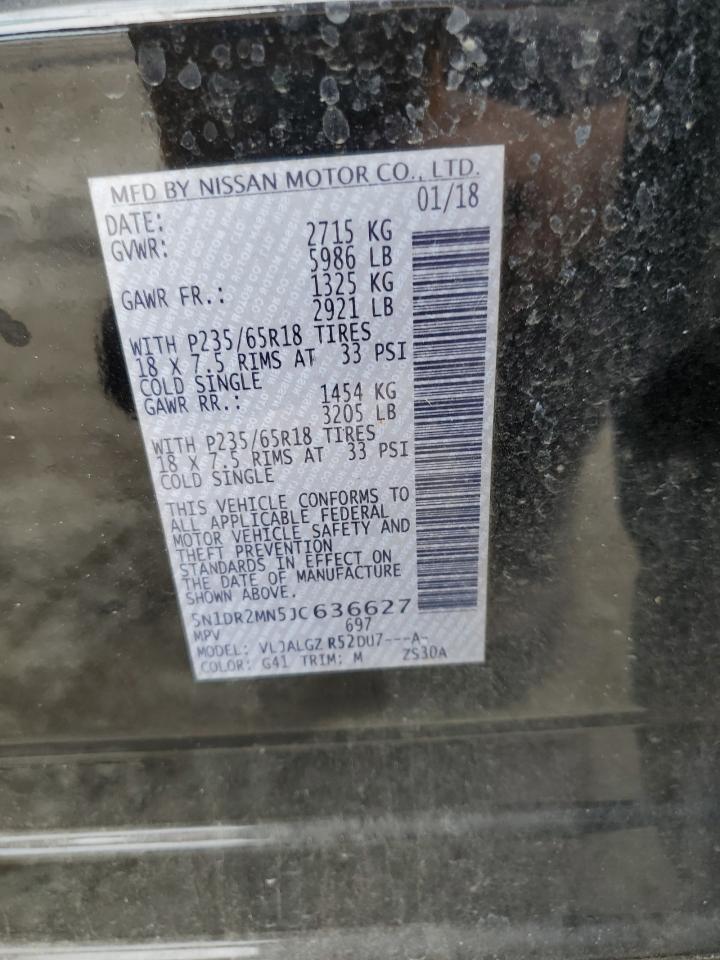 MFD BY NISSAN MOTOR CO., LTD.
DATE: 01/18
GVWR: 2715 KG
5986 LB
GAWR FR.: 1325 KG
2921 LB
WITH P235/65R18 TIRES
18 X 7.5 RIMS AT 33 PSI
COLD SINGLE
GAWR RR.: 1454 KG
3205 LB
WITH P235/65R18 TIRES
18 X 7.5 RIMS AT 33 PSI
COLD SINGLE
THIS VEHICLE CONFORMS TO
ALL APPLICABLE FEDERAL
MOTOR VEHICLE SAFETY AND
THEFT PREVENTION
STANDARDS IN EFFECT ON
THE DATE OF MANUFACTURE
SHOWN ABOVE.
5N1DR2MN5JC636627
MPV 697
MODEL: VLJALGZ R52DU7---A-
COLOR: G41 TRIM: M ZS30A